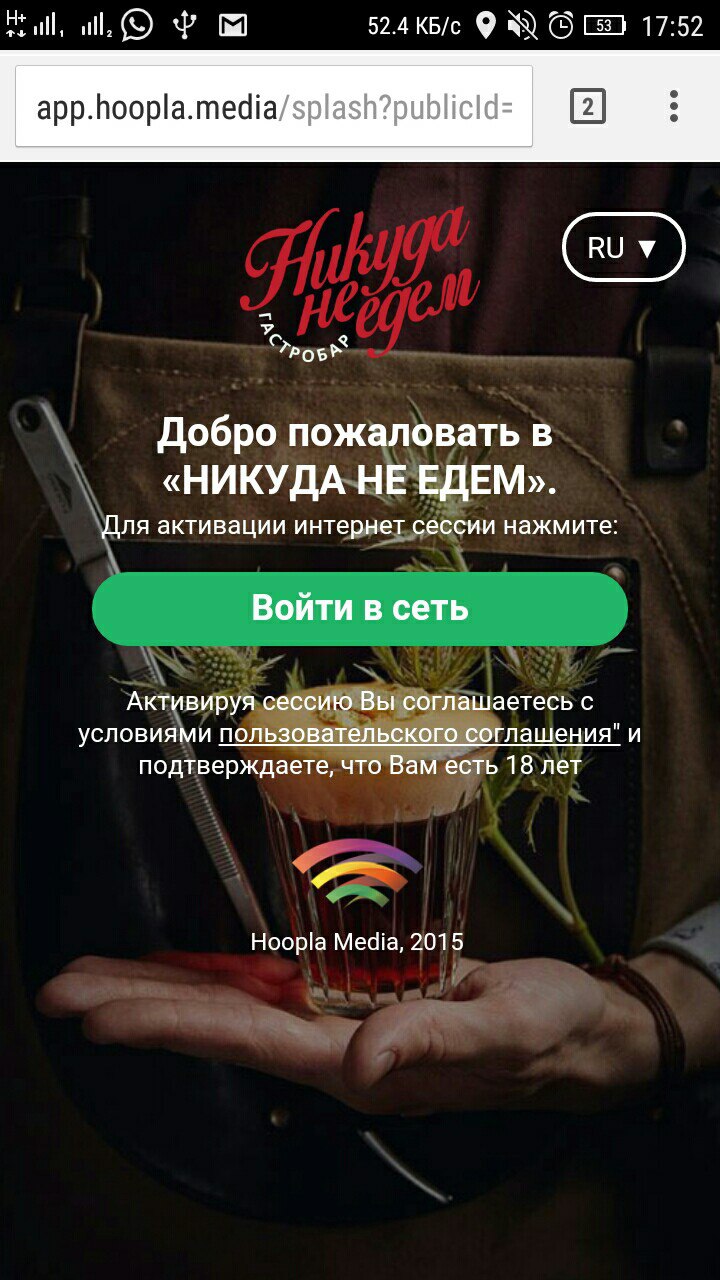 H+ 1 2 52.4 КБ/с 53 17:52
app.hoopla.media/splash?publicId=
2
Никуда
не едем
ГАСТРОБАР
RU ▼
Добро пожаловать в
«НИКУДА НЕ ЕДЕМ».
Для активации интернет сессии нажмите:
Войти в сеть
Активируя сессию Вы соглашаетесь с
условиями пользовательского соглашения" и
подтверждаете, что Вам есть 18 лет
Hoopla Media, 2015